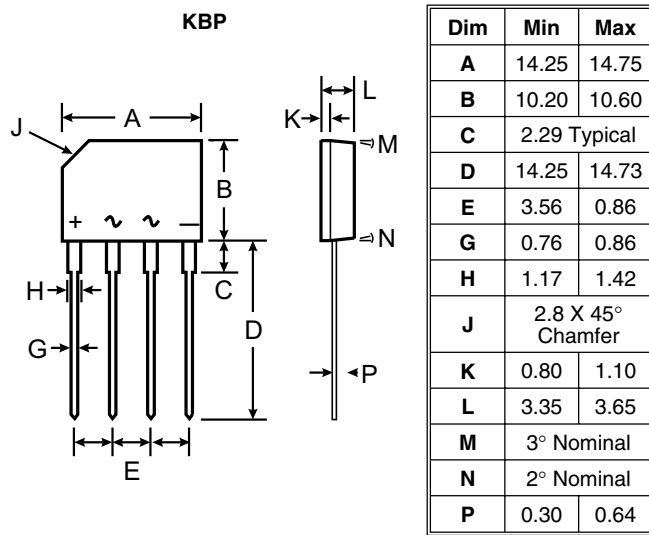 KBP
J
A
K
L
M
B
+ ∿ ∿ —
N
H
C
G
D
P
E
Dim Min Max
A 14.25 14.75
B 10.20 10.60
C 2.29 Typical
D 14.25 14.73
E 3.56 0.86
G 0.76 0.86
H 1.17 1.42
J 2.8 X 45°
Chamfer
K 0.80 1.10
L 3.35 3.65
M 3° Nominal
N 2° Nominal
P 0.30 0.64